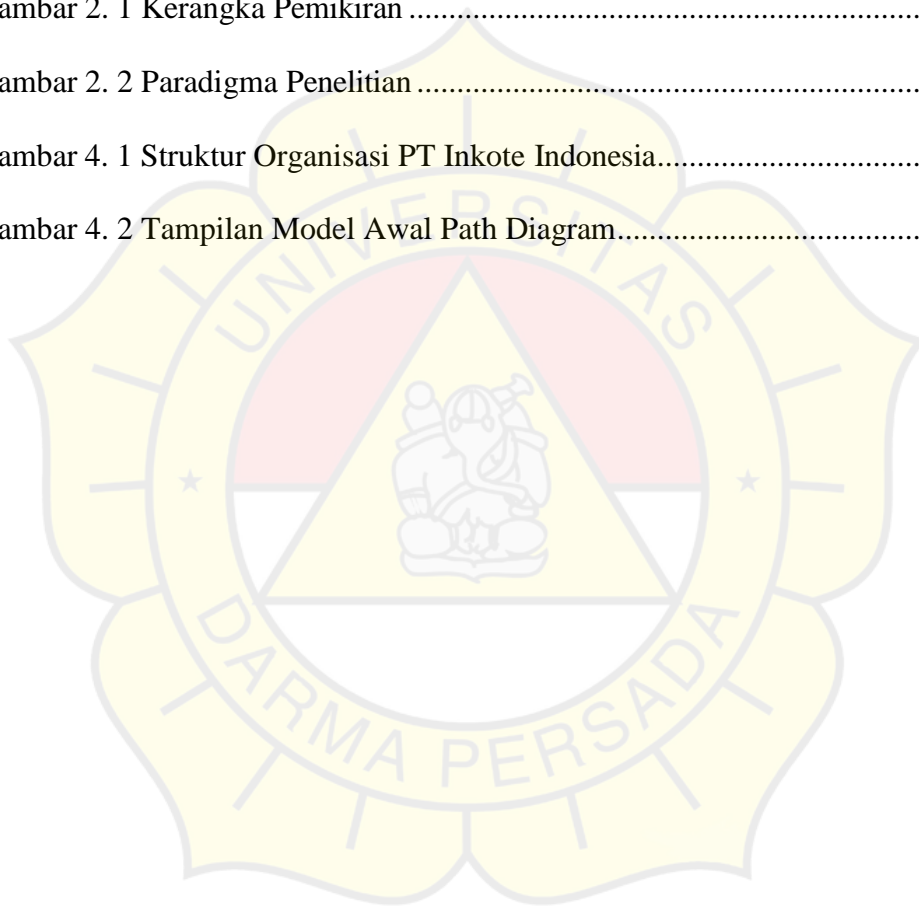 ambar 2. 1 Kerangka Pemikiran ................................................................
ambar 2. 2 Paradigma Penelitian ...............................................................
ambar 4. 1 Struktur Organisasi PT Inkote Indonesia.................................
ambar 4. 2 Tampilan Model Awal Path Diagram......................................
UNIVERSITAS
DARMA PERSADA